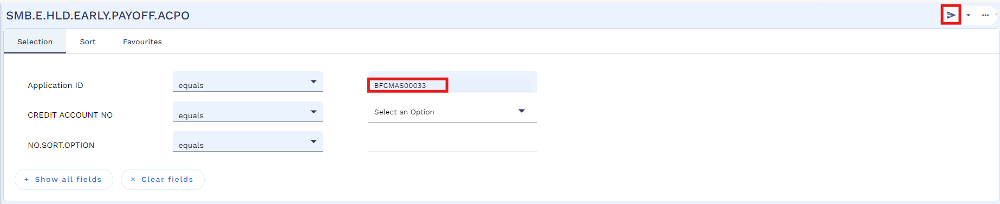 SMB.E.HLD.EARLY.PAYOFF.ACPO
Selection Sort Favourites
Application ID equals BFCMAS00033
CREDIT ACCOUNT NO equals Select an Option
NO.SORT.OPTION equals
+ Show all fields × Clear fields